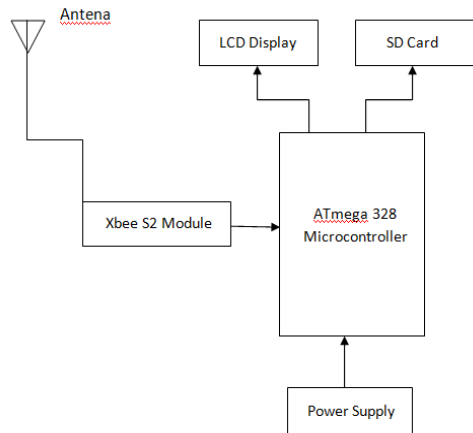 Antena
LCD Display
SD Card
Xbee S2 Module
ATmega 328
Microcontroller
Power Supply